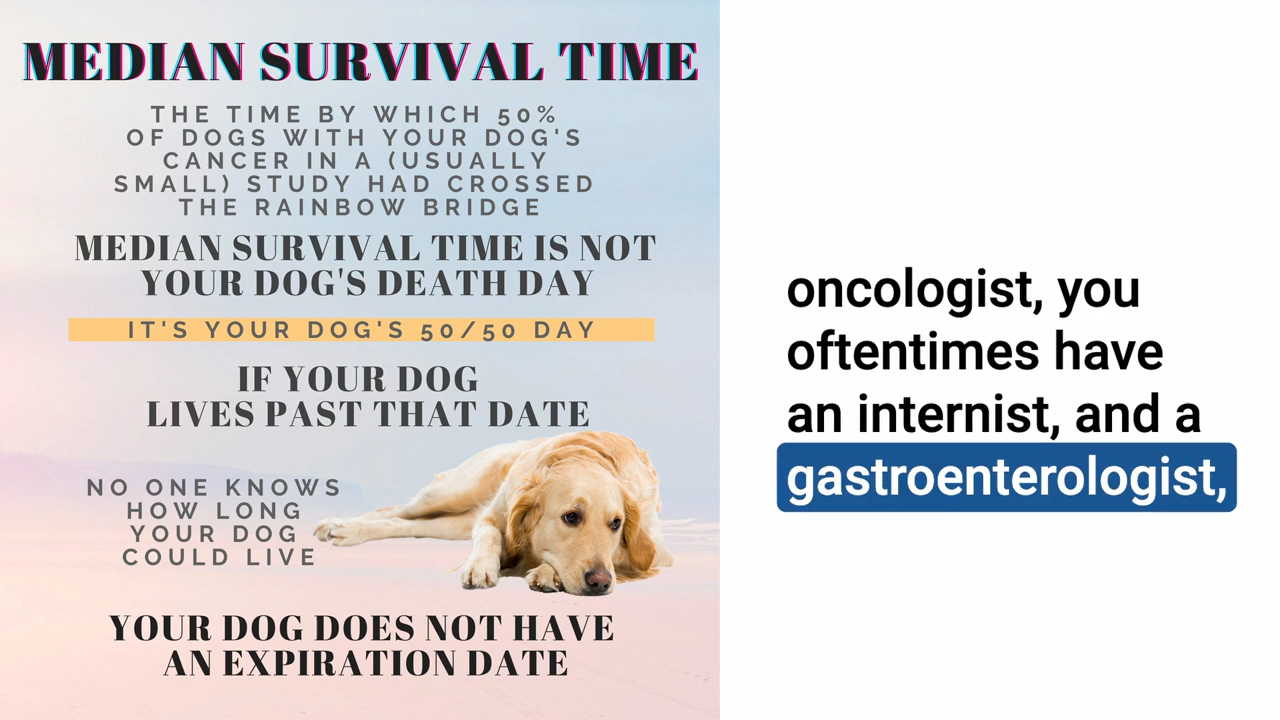 MEDIAN SURVIVAL TIME
THE TIME BY WHICH 50%
OF DOGS WITH YOUR DOG'S
CANCER IN A (USUALLY
SMALL) STUDY HAD CROSSED
THE RAINBOW BRIDGE
MEDIAN SURVIVAL TIME IS NOT
YOUR DOG'S DEATH DAY
IT'S YOUR DOG'S 50/50 DAY
IF YOUR DOG
LIVES PAST THAT DATE
NO ONE KNOWS
HOW LONG
YOUR DOG
COULD LIVE
YOUR DOG DOES NOT HAVE
AN EXPIRATION DATE
oncologist, you
oftentimes have
an internist, and a
gastroenterologist,